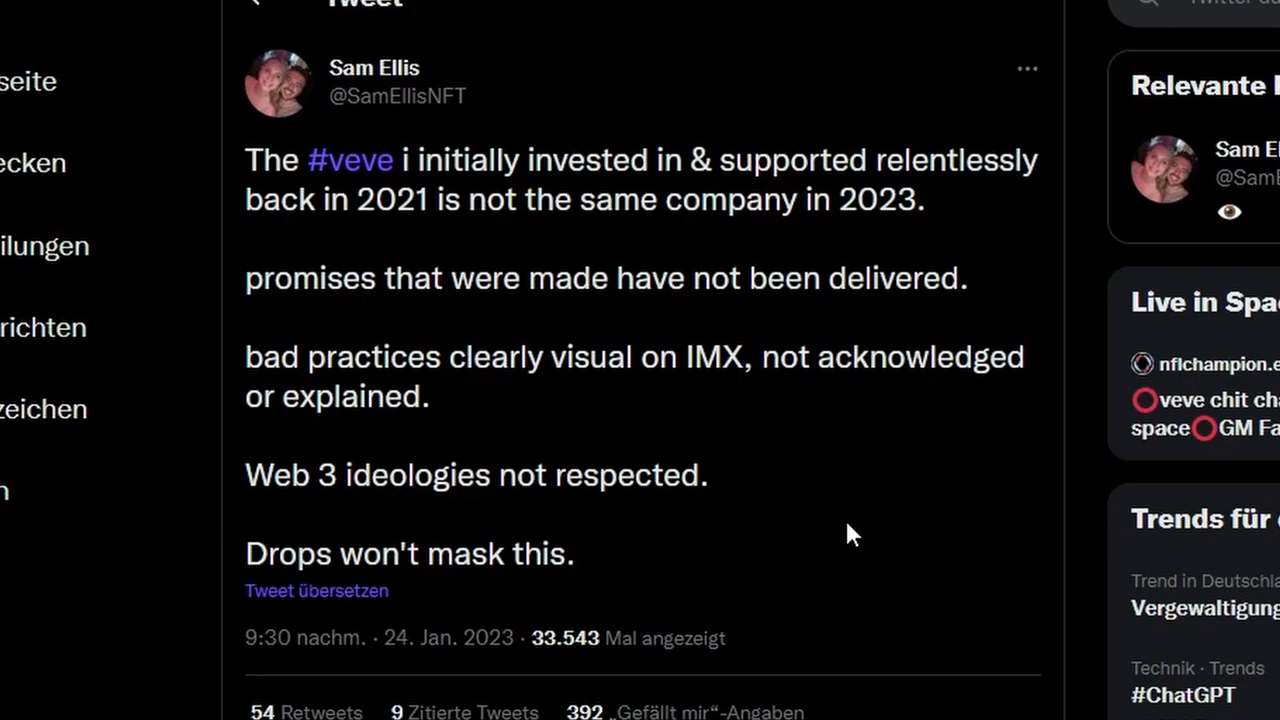 Tweet
Sam Ellis
@SamEllisNFT
The #veve i initially invested in & supported relentlessly
back in 2021 is not the same company in 2023.
promises that were made have not been delivered.
bad practices clearly visual on IMX, not acknowledged
or explained.
Web 3 ideologies not respected.
Drops won't mask this.
Tweet übersetzen
9:30 nachm. · 24. Jan. 2023 · 33.543 Mal angezeigt
54 Retweets 9 Zitierte Tweets 392 „Gefällt mir“-Angaben
seite
ecken
ilungen
richten
zeichen
n
Relevante
Sam El
@SamE
Live in Spa
nflchampion.e
⭕veve chit cha
space⭕GM Fa
Trends für
Trend in Deutschla
Vergewaltigung
Technik · Trends
#ChatGPT